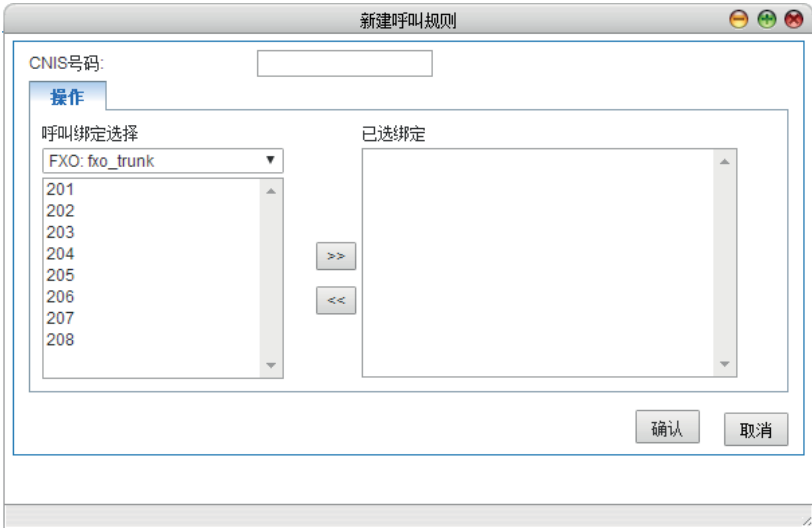 新建呼叫规则
CNIS号码:
操作
呼叫绑定选择
已选绑定
FXO: fxo_trunk
201
202
203
204
205
206
207
208
>>
<<
确认
取消